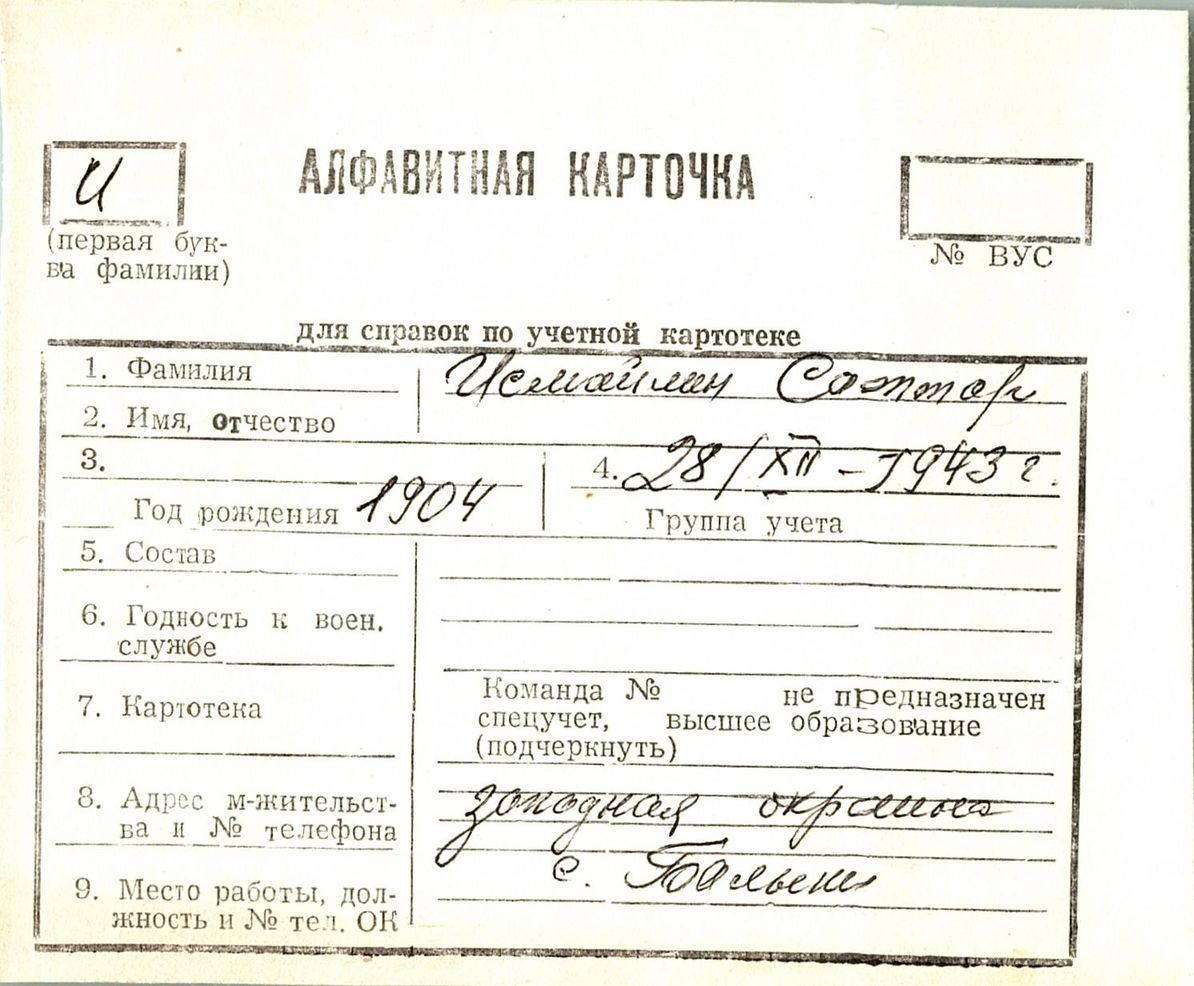 И
АЛФАВИТНАЯ КАРТОЧКА
(первая бук-
ва фамилии)
№ ВУС
для справок по учетной картотеке
1. Фамилия
Исмаилин Саттар
2. Имя, отчество
3.
Год рождения 1904
4. 28/XII - 1943 г.
Группа учета
5. Состав
6. Годность к воен.
службе
7. Картотека
Команда № не предназначен
спецучет, высшее образование
(подчеркнуть)
8. Адрес м-жительст-
ва и № телефона
западная окраина
с.
9. Место работы, дол-
жность и № тел. ОК